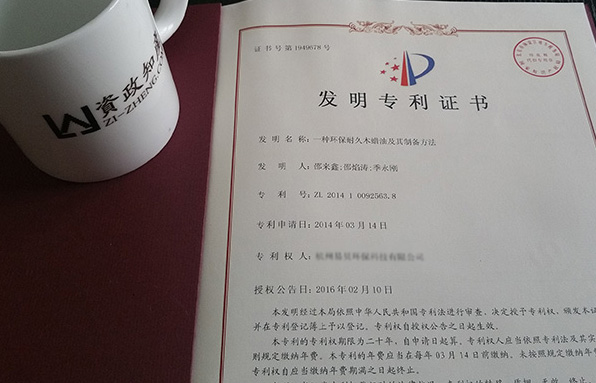 資政知
ZI-ZHENG
证书号第1949678号
发明专利证书
发明名称：一种环保耐久木蜡油及其制备方法
发明人：邵来鑫;邵焰涛;季永刚
专利号：ZL 2014 1 0092563.8
专利申请日：2014年03月14日
专利权人：
授权公告日：2016年02月10日
本发明经过本局依照中华人民共和国专利法进行审查，决定授予专利权，颁发本
并在专利登记簿上予以登记。专利权自授权公告之日起生效。
本专利的专利权期限为二十年，自申请日起算。专利权人应当依照专利法及其实
则规定缴纳年费。本专利的年费应当在每年03月14日前缴纳。未按照规定缴纳年
专利权自应当缴纳年费期满之日起终止。